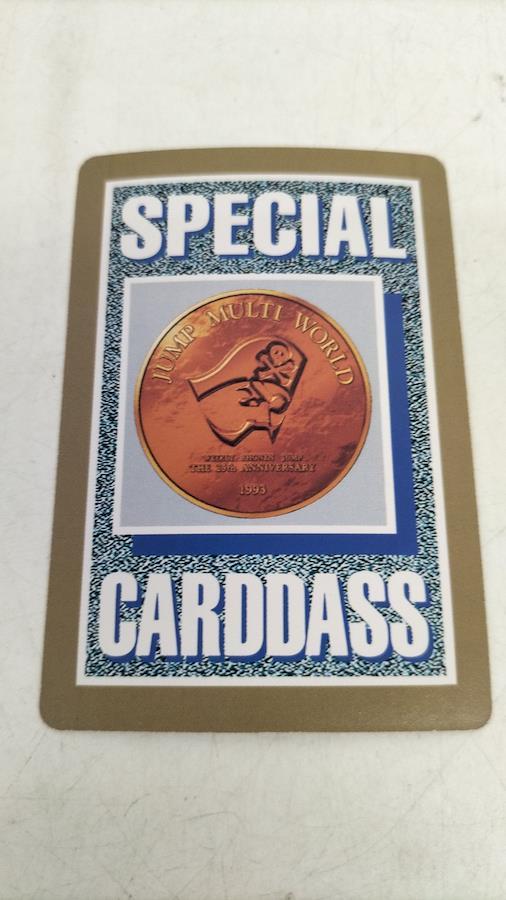 SPECIAL
JUMP MULTI WORLD
WEEKLY SHONEN JUMP
THE 25th ANNIVERSARY
1993
CARDDASS